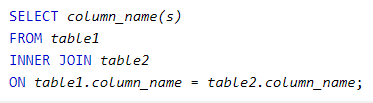 SELECT column_name(s)
FROM table1
INNER JOIN table2
ON table1.column_name = table2.column_name;